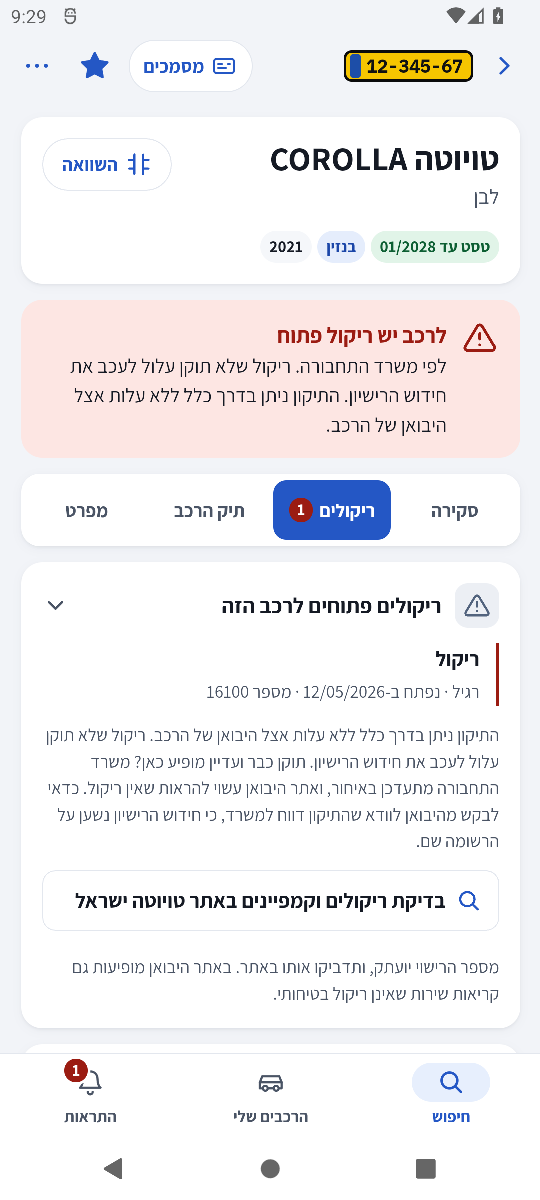 9:29
מסמכים
12-345-67
טויוטה COROLLA
השוואה
לבן
טסט עד 01/2028
בנזין
2021
לרכב יש ריקול פתוח
לפי משרד התחבורה. ריקול שלא תוקן עלול לעכב את
חידוש הרישיון. התיקון ניתן בדרך כלל ללא עלות אצל
היבואן של הרכב.
סקירה
ריקולים 1
תיק הרכב
מפרט
ריקולים פתוחים לרכב הזה
ריקול
רגיל · נפתח ב-12/05/2026 · מספר 16100
התיקון ניתן בדרך כלל ללא עלות אצל היבואן של הרכב. ריקול שלא תוקן
עלול לעכב את חידוש הרישיון. תוקן כבר ועדיין מופיע כאן? משרד
התחבורה מתעדכן באיחור, ואתר היבואן עשוי להראות שאין ריקול. כדאי
לבקש מהיבואן לוודא שהתיקון דווח למשרד, כי חידוש הרישיון נשען על
הרשומה שם.
בדיקת ריקולים וקמפיינים באתר טויוטה ישראל
מספר הרישוי יועתק, ותדביקו אותו באתר. באתר היבואן מופיעות גם
קריאות שירות שאינן ריקול בטיחותי.
חיפוש
הרכבים שלי
1
התראות